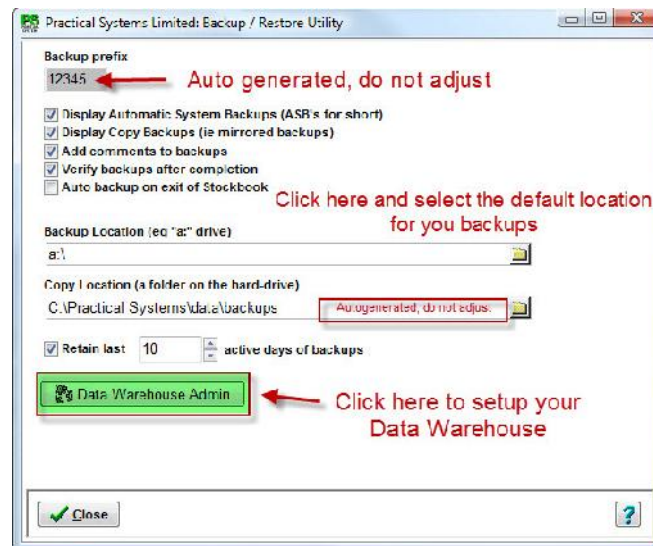 Practical Systems Limited: Backup / Restore Utility
Backup prefix
12345
Auto generated, do not adjust
Display Automatic System Backups (ASB's for short)
Display Copy Backups (ie mirrored backups)
Add comments to backups
Verify backups after completion
Auto backup on exit of Stockbook
Click here and select the default location
for you backups
Backup Location (eg "a:" drive)
a:\
Copy Location (a folder on the hard-drive)
C:\Practical Systems\data\backups
Autogenerated, do not adjust
Retain last 10 active days of backups
Data Warehouse Admin
Click here to setup your
Data Warehouse
Close
?